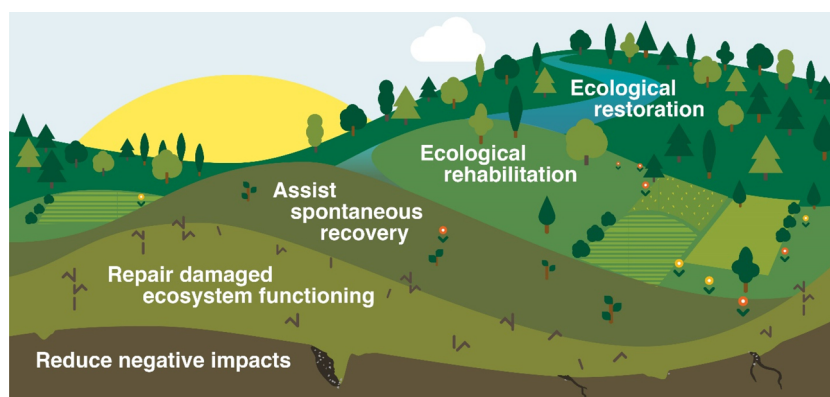 Ecological
restoration
Ecological
rehabilitation
Assist
spontaneous
recovery
Repair damaged
ecosystem functioning
Reduce negative impacts